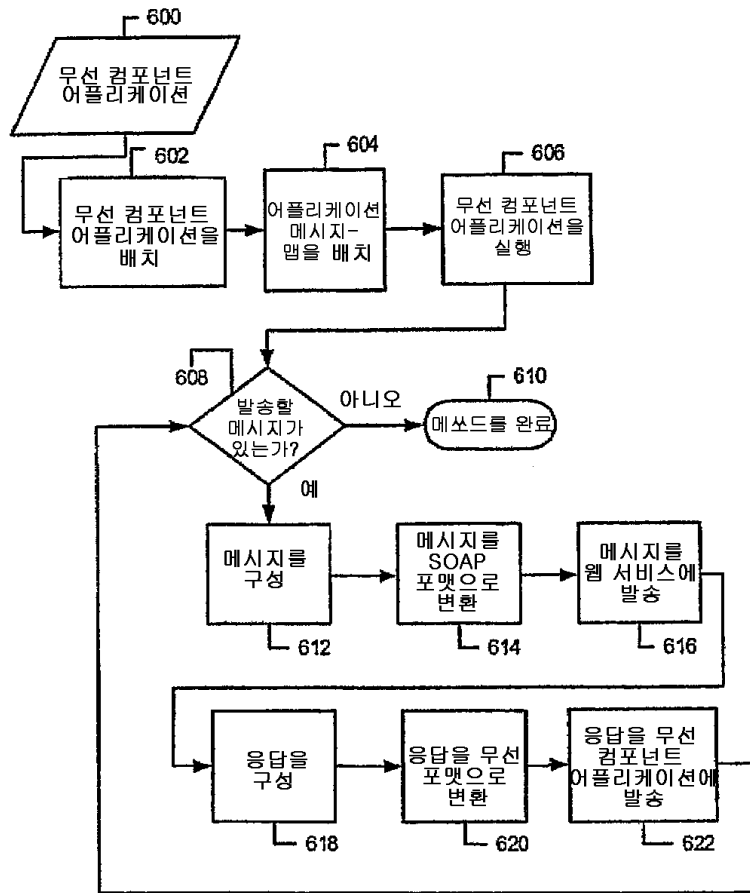 600
무선 컴포넌트
어플리케이션
602
무선 컴포넌트
어플리케이션을
배치
604
어플리케이션
메시지-
맵을 배치
606
무선 컴포넌트
어플리케이션을
실행
608
발송할
메시지가
있는가?
아니오
610
메쏘드를 완료
예
메시지를
구성
612
메시지를
SOAP
포맷으로
변환
614
메시지를
웹 서비스에
발송
616
응답을
구성
618
응답을 무선
포맷으로
변환
620
응답을 무선
컴포넌트
어플리케이션에
발송
622